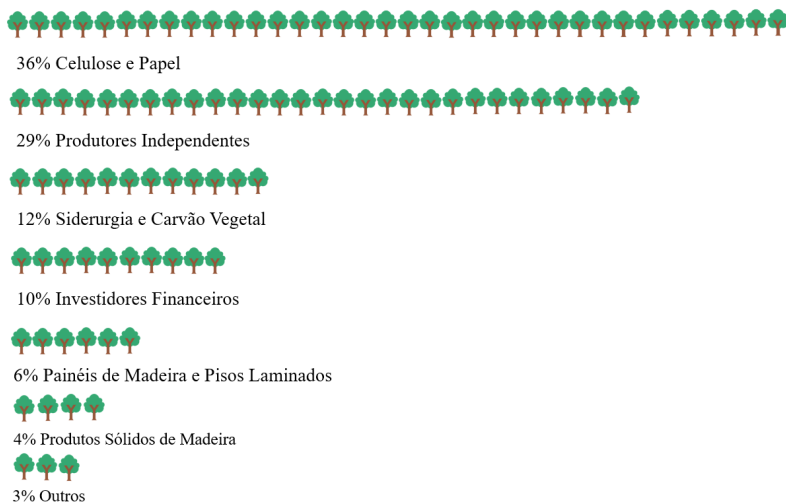 36% Celulose e Papel
29% Produtores Independentes
12% Siderurgia e Carvão Vegetal
10% Investidores Financeiros
6% Painéis de Madeira e Pisos Laminados
4% Produtos Sólidos de Madeira
3% Outros